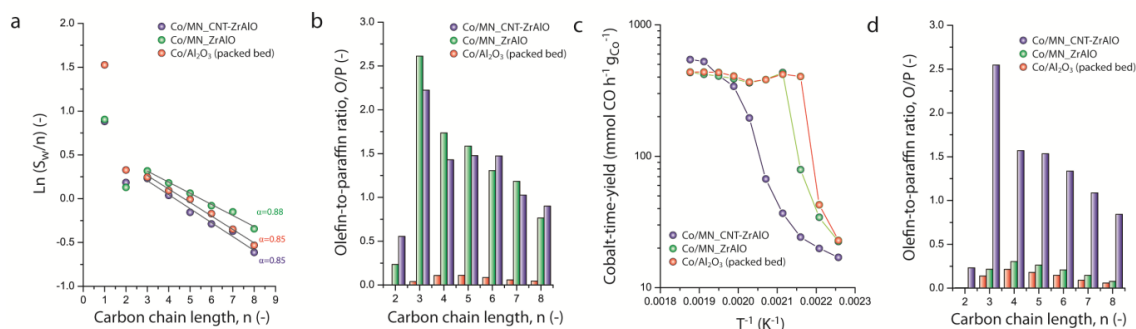 a
Co/MN_CNT-ZrAlO
Co/MN_ZrAlO
Co/Al₂O₃ (packed bed)
2.0
1.5
1.0
0.5
0.0
-0.5
-1.0
Ln (Sw/n) (-)
α=0.88
α=0.85
α=0.85
0 1 2 3 4 5 6 7 8 9
Carbon chain length, n (-)
b
Co/MN_CNT-ZrAlO
Co/MN_ZrAlO
Co/Al₂O₃ (packed bed)
3.0
2.5
2.0
1.5
1.0
0.5
0.0
Olefin-to-paraffin ratio, O/P (-)
2 3 4 5 6 7 8
Carbon chain length, n (-)
c
1000
100
10
Cobalt-time-yield (mmol CO h⁻¹ gCo⁻¹)
Co/MN_CNT-ZrAlO
Co/MN_ZrAlO
Co/Al₂O₃ (packed bed)
0.0018 0.0019 0.0020 0.0021 0.0022 0.0023
T⁻¹ (K⁻¹)
d
Co/MN_CNT-ZrAlO
Co/MN_ZrAlO
Co/Al₂O₃ (packed bed)
3.0
2.5
2.0
1.5
1.0
0.5
0.0
Olefin-to-paraffin ratio, O/P (-)
2 3 4 5 6 7 8
Carbon chain length, n (-)